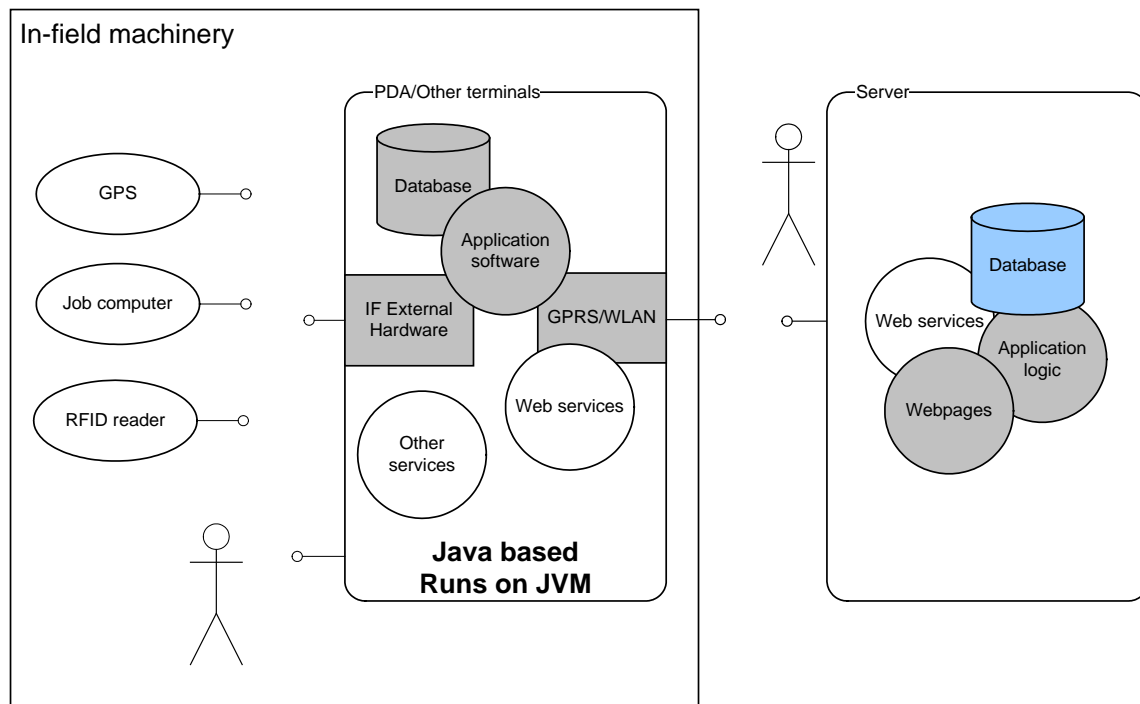 In-field machinery
PDA/Other terminals
Server
GPS
Database
Application
software
Database
Job computer
IF External
Hardware
GPRS/WLAN
Web services
Application
logic
RFID reader
Web services
Webpages
Other
services
Java based
Runs on JVM